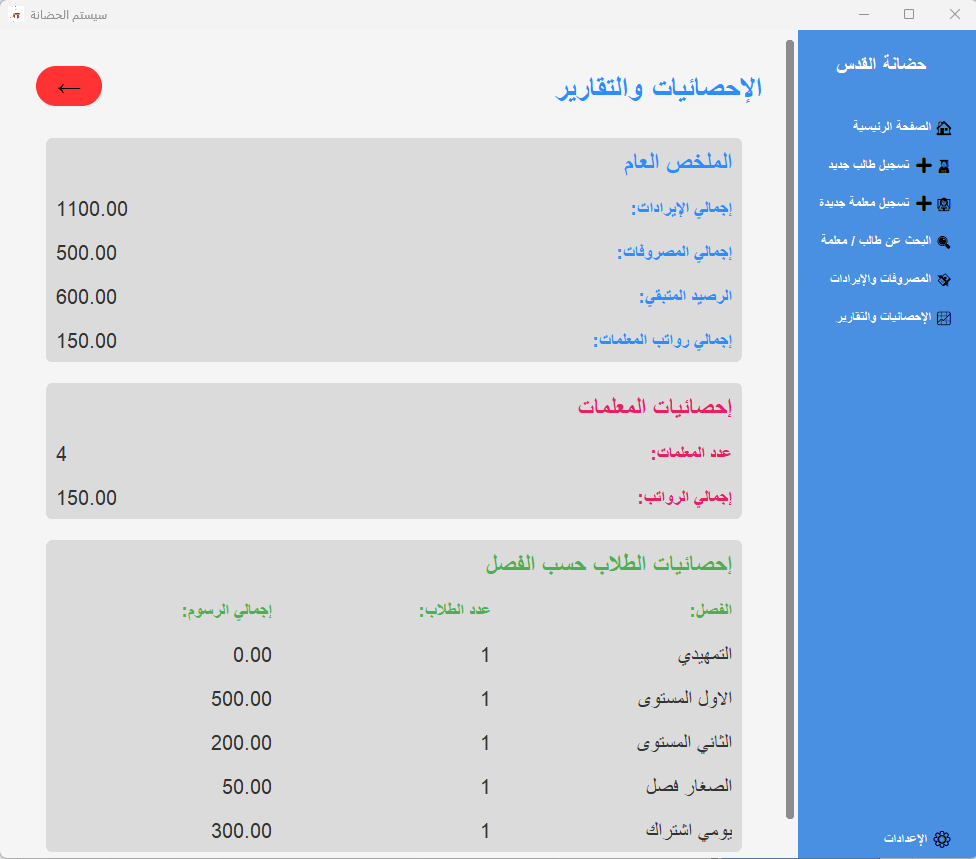 سيستم الحضانة
حضانة القدس
الصفحة الرئيسية
تسجيل طالب جديد
تسجيل معلمة جديدة
البحث عن طالب / معلمة
المصروفات والإيرادات
الإحصائيات والتقارير
الإعدادات
الإحصائيات والتقارير
الملخص العام
إجمالي الإيرادات: 1100.00
إجمالي المصروفات: 500.00
الرصيد المتبقي: 600.00
إجمالي رواتب المعلمات: 150.00
إحصائيات المعلمات
عدد المعلمات: 4
إجمالي الرواتب: 150.00
إحصائيات الطلاب حسب الفصل
الفصل: عدد الطلاب: إجمالي الرسوم:
التمهيدي 1 0.00
الاول المستوى 1 500.00
الثاني المستوى 1 200.00
الصغار فصل 1 50.00
يومي اشتراك 1 300.00